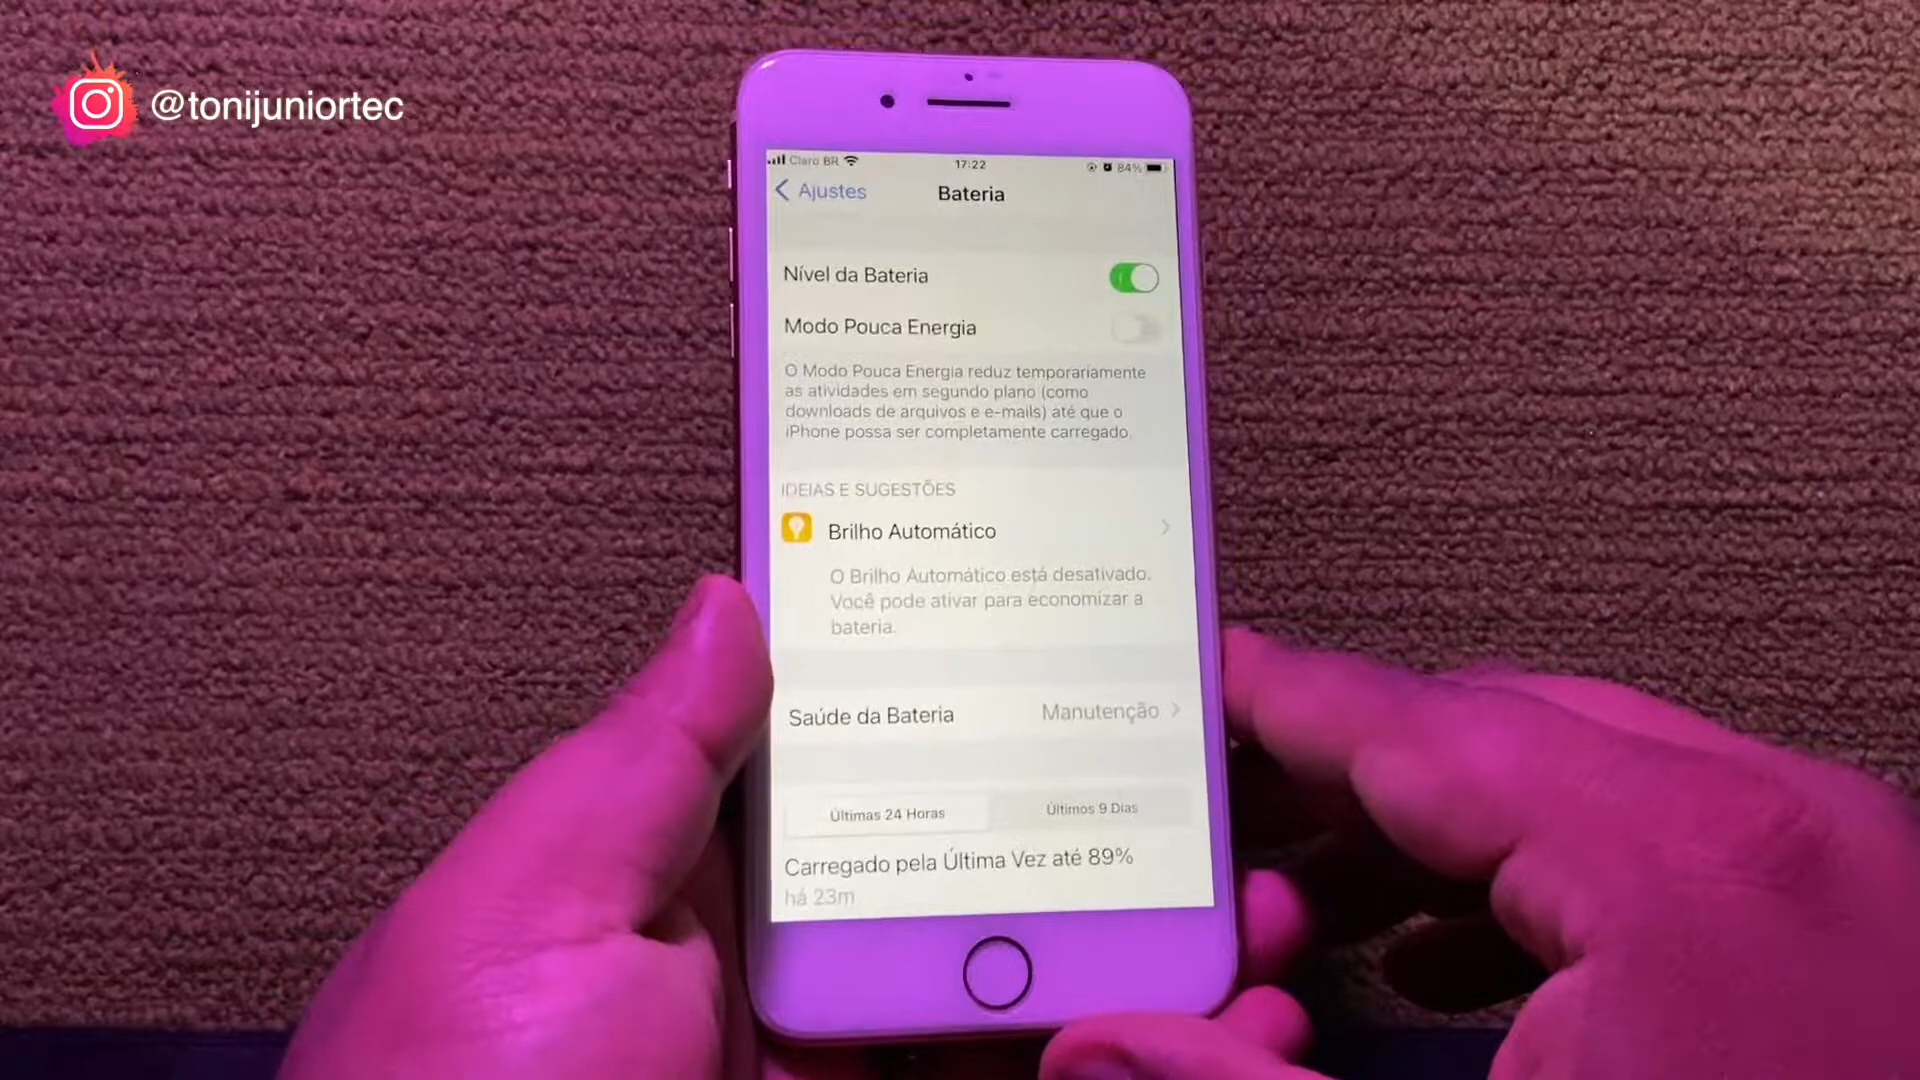 @tonijuniortec
Claro BR
17:22
84%
Ajustes
Bateria
Nível da Bateria
Modo Pouca Energia
O Modo Pouca Energia reduz temporariamente
as atividades em segundo plano (como
downloads de arquivos e e-mails) até que o
iPhone possa ser completamente carregado.
IDEIAS E SUGESTÕES
Brilho Automático
O Brilho Automático está desativado.
Você pode ativar para economizar a
bateria.
Saúde da Bateria
Manutenção
Últimas 24 Horas
Últimos 9 Dias
Carregado pela Última Vez até 89%
há 23m